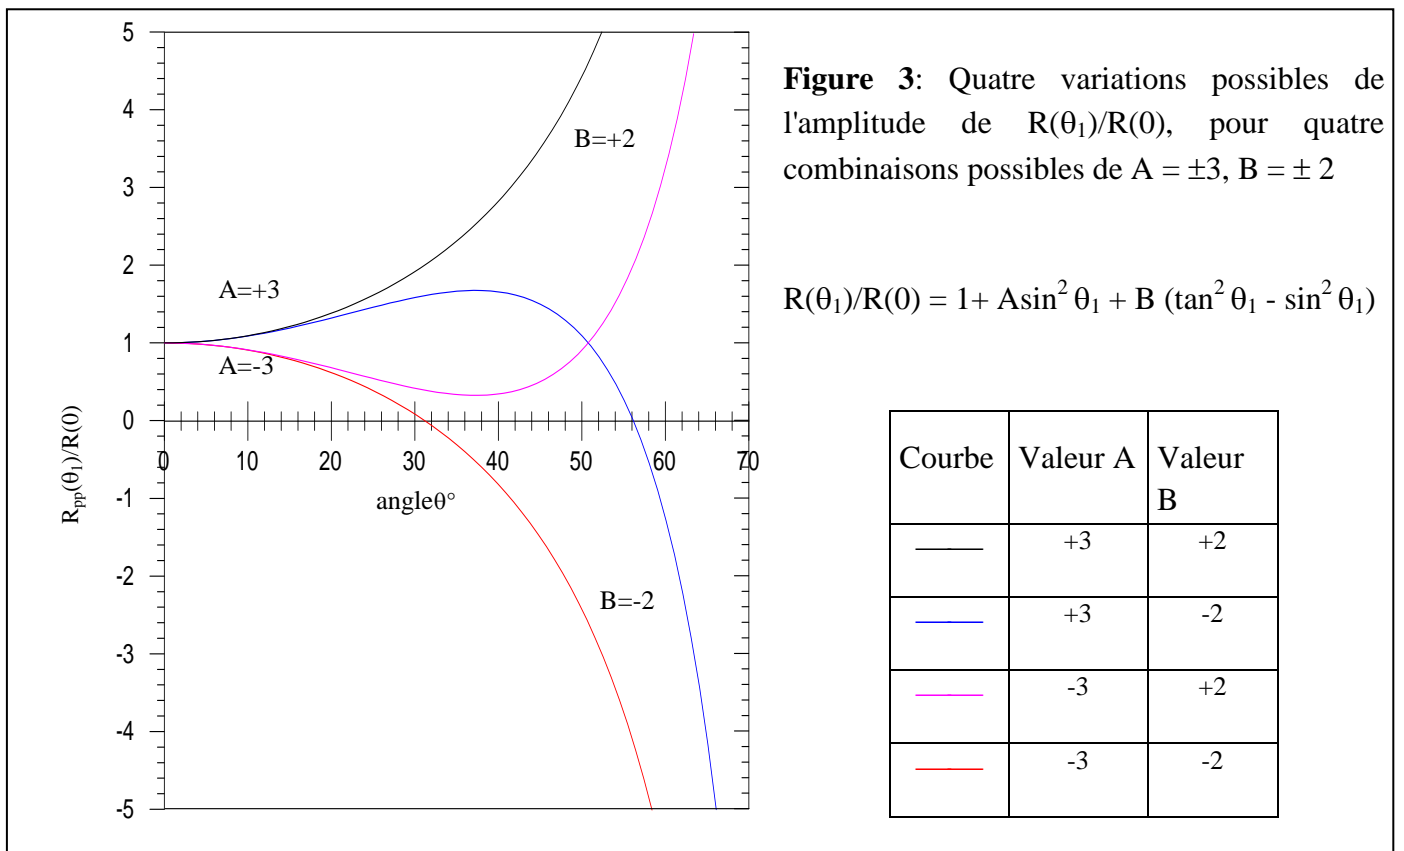 5
4
3
2
1
0
-1
-2
-3
-4
-5
0 10 20 30 40 50 60 70
R_pp(θ₁)/R(0)
angleθ°
A=+3
A=-3
B=+2
B=-2
Figure 3: Quatre variations possibles de
l'amplitude de R(θ₁)/R(0), pour quatre
combinaisons possibles de A = ±3, B = ± 2
R(θ₁)/R(0) = 1+ Asin² θ₁ + B (tan² θ₁ - sin² θ₁)
Courbe Valeur A Valeur
B
+3 +2
+3 -2
-3 +2
-3 -2